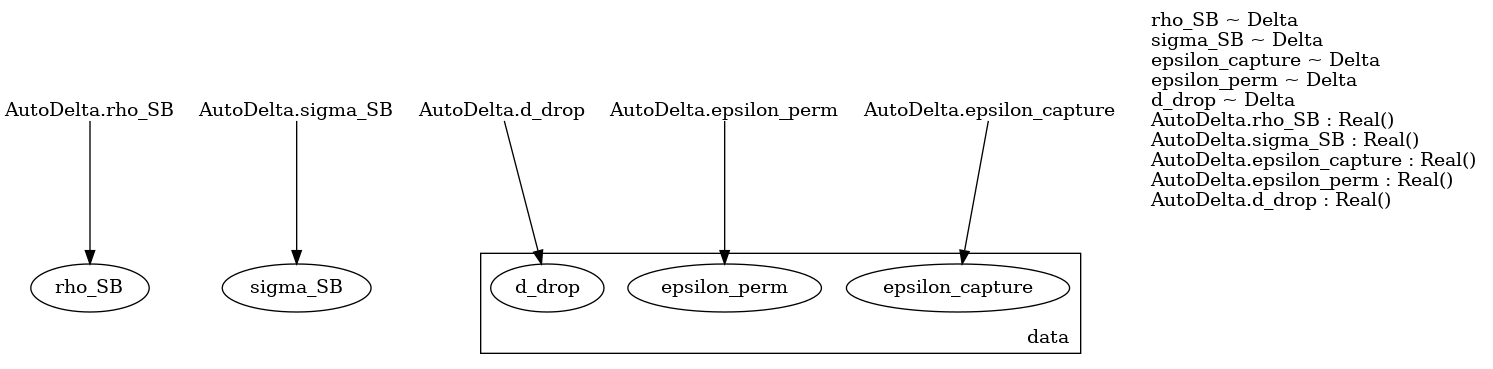 AutoDelta.rho_SB
AutoDelta.sigma_SB
AutoDelta.d_drop
AutoDelta.epsilon_perm
AutoDelta.epsilon_capture
rho_SB
sigma_SB
d_drop
epsilon_perm
epsilon_capture
data
rho_SB ~ Delta
sigma_SB ~ Delta
epsilon_capture ~ Delta
epsilon_perm ~ Delta
d_drop ~ Delta
AutoDelta.rho_SB : Real()
AutoDelta.sigma_SB : Real()
AutoDelta.epsilon_capture : Real()
AutoDelta.epsilon_perm : Real()
AutoDelta.d_drop : Real()